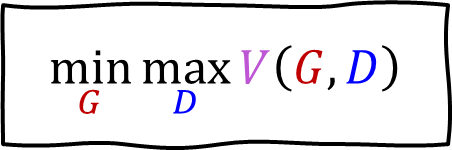 min max V(G, D)
G D